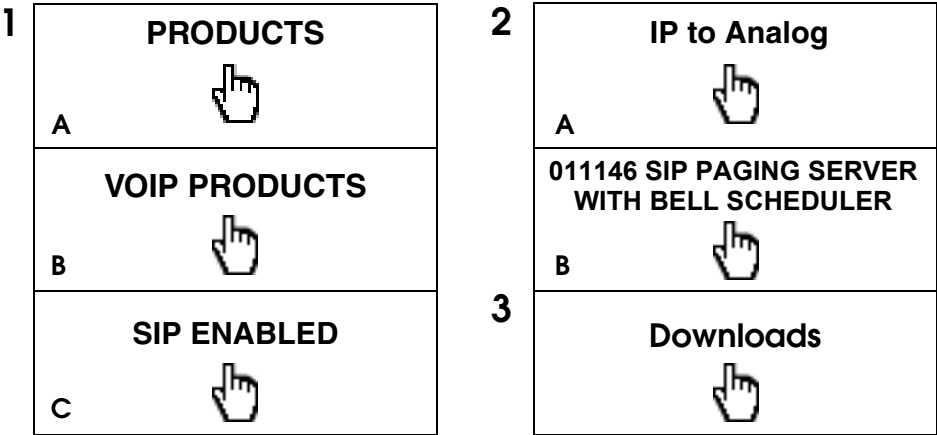 1
PRODUCTS
A
VOIP PRODUCTS
B
SIP ENABLED
C
2
IP to Analog
A
011146 SIP PAGING SERVER
WITH BELL SCHEDULER
B
3
Downloads